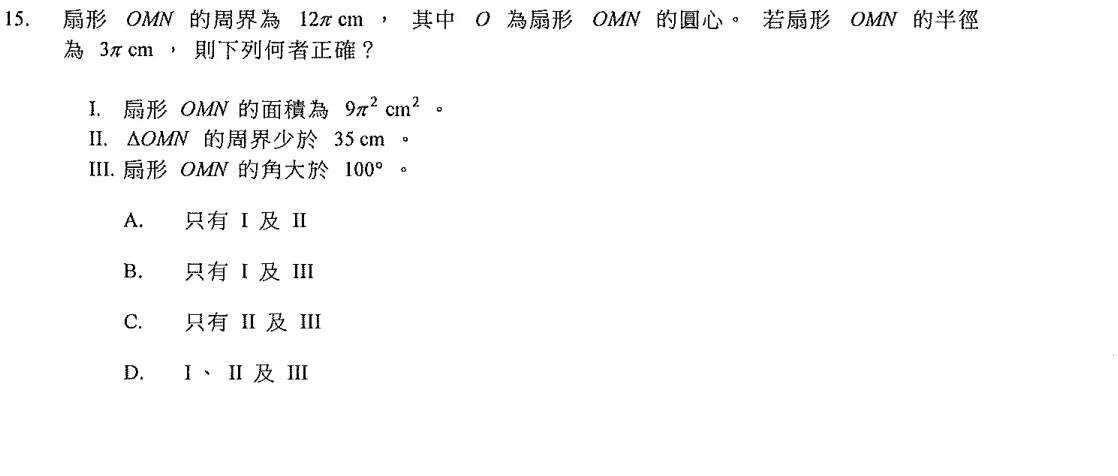 15. 扇形 OMN 的周界為 12π cm ， 其中 O 為扇形 OMN 的圓心。 若扇形 OMN 的半徑
為 3π cm ， 則下列何者正確？
I. 扇形 OMN 的面積為 9π² cm² 。
II. ΔOMN 的周界少於 35 cm 。
III. 扇形 OMN 的角大於 100° 。
A. 只有 I 及 II
B. 只有 I 及 III
C. 只有 II 及 III
D. I 、 II 及 III